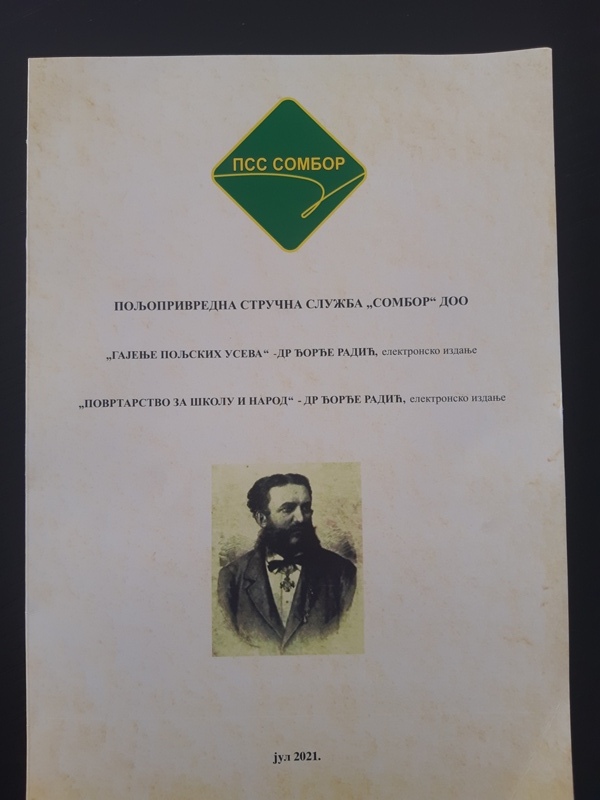 ПСС СОМБОР
ПОЉОПРИВРЕДНА СТРУЧНА СЛУЖБА „СОМБОР“ ДОО
„ГАЈЕЊЕ ПОЉСКИХ УСЕВА“ -ДР ЂОРЂЕ РАДИЋ, електронско издање
„ПОВРТАРСТВО ЗА ШКОЛУ И НАРОД“ - ДР ЂОРЂЕ РАДИЋ, електронско издање
јул 2021.